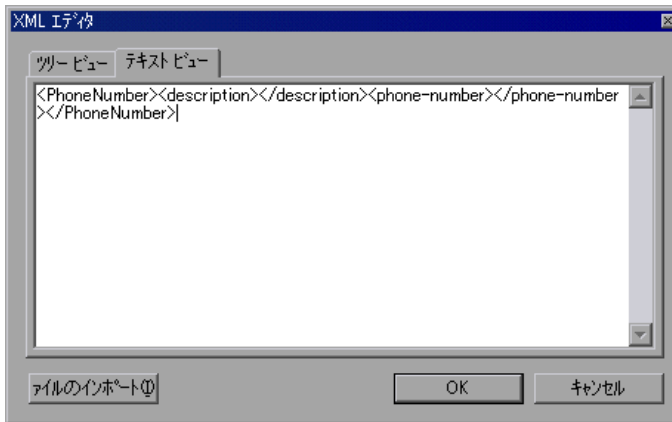 XML エディタ
ツリー ビュー テキスト ビュー
<PhoneNumber><description></description><phone-number></phone-number
></PhoneNumber>
ァイルのインポート(I) OK キャンセル